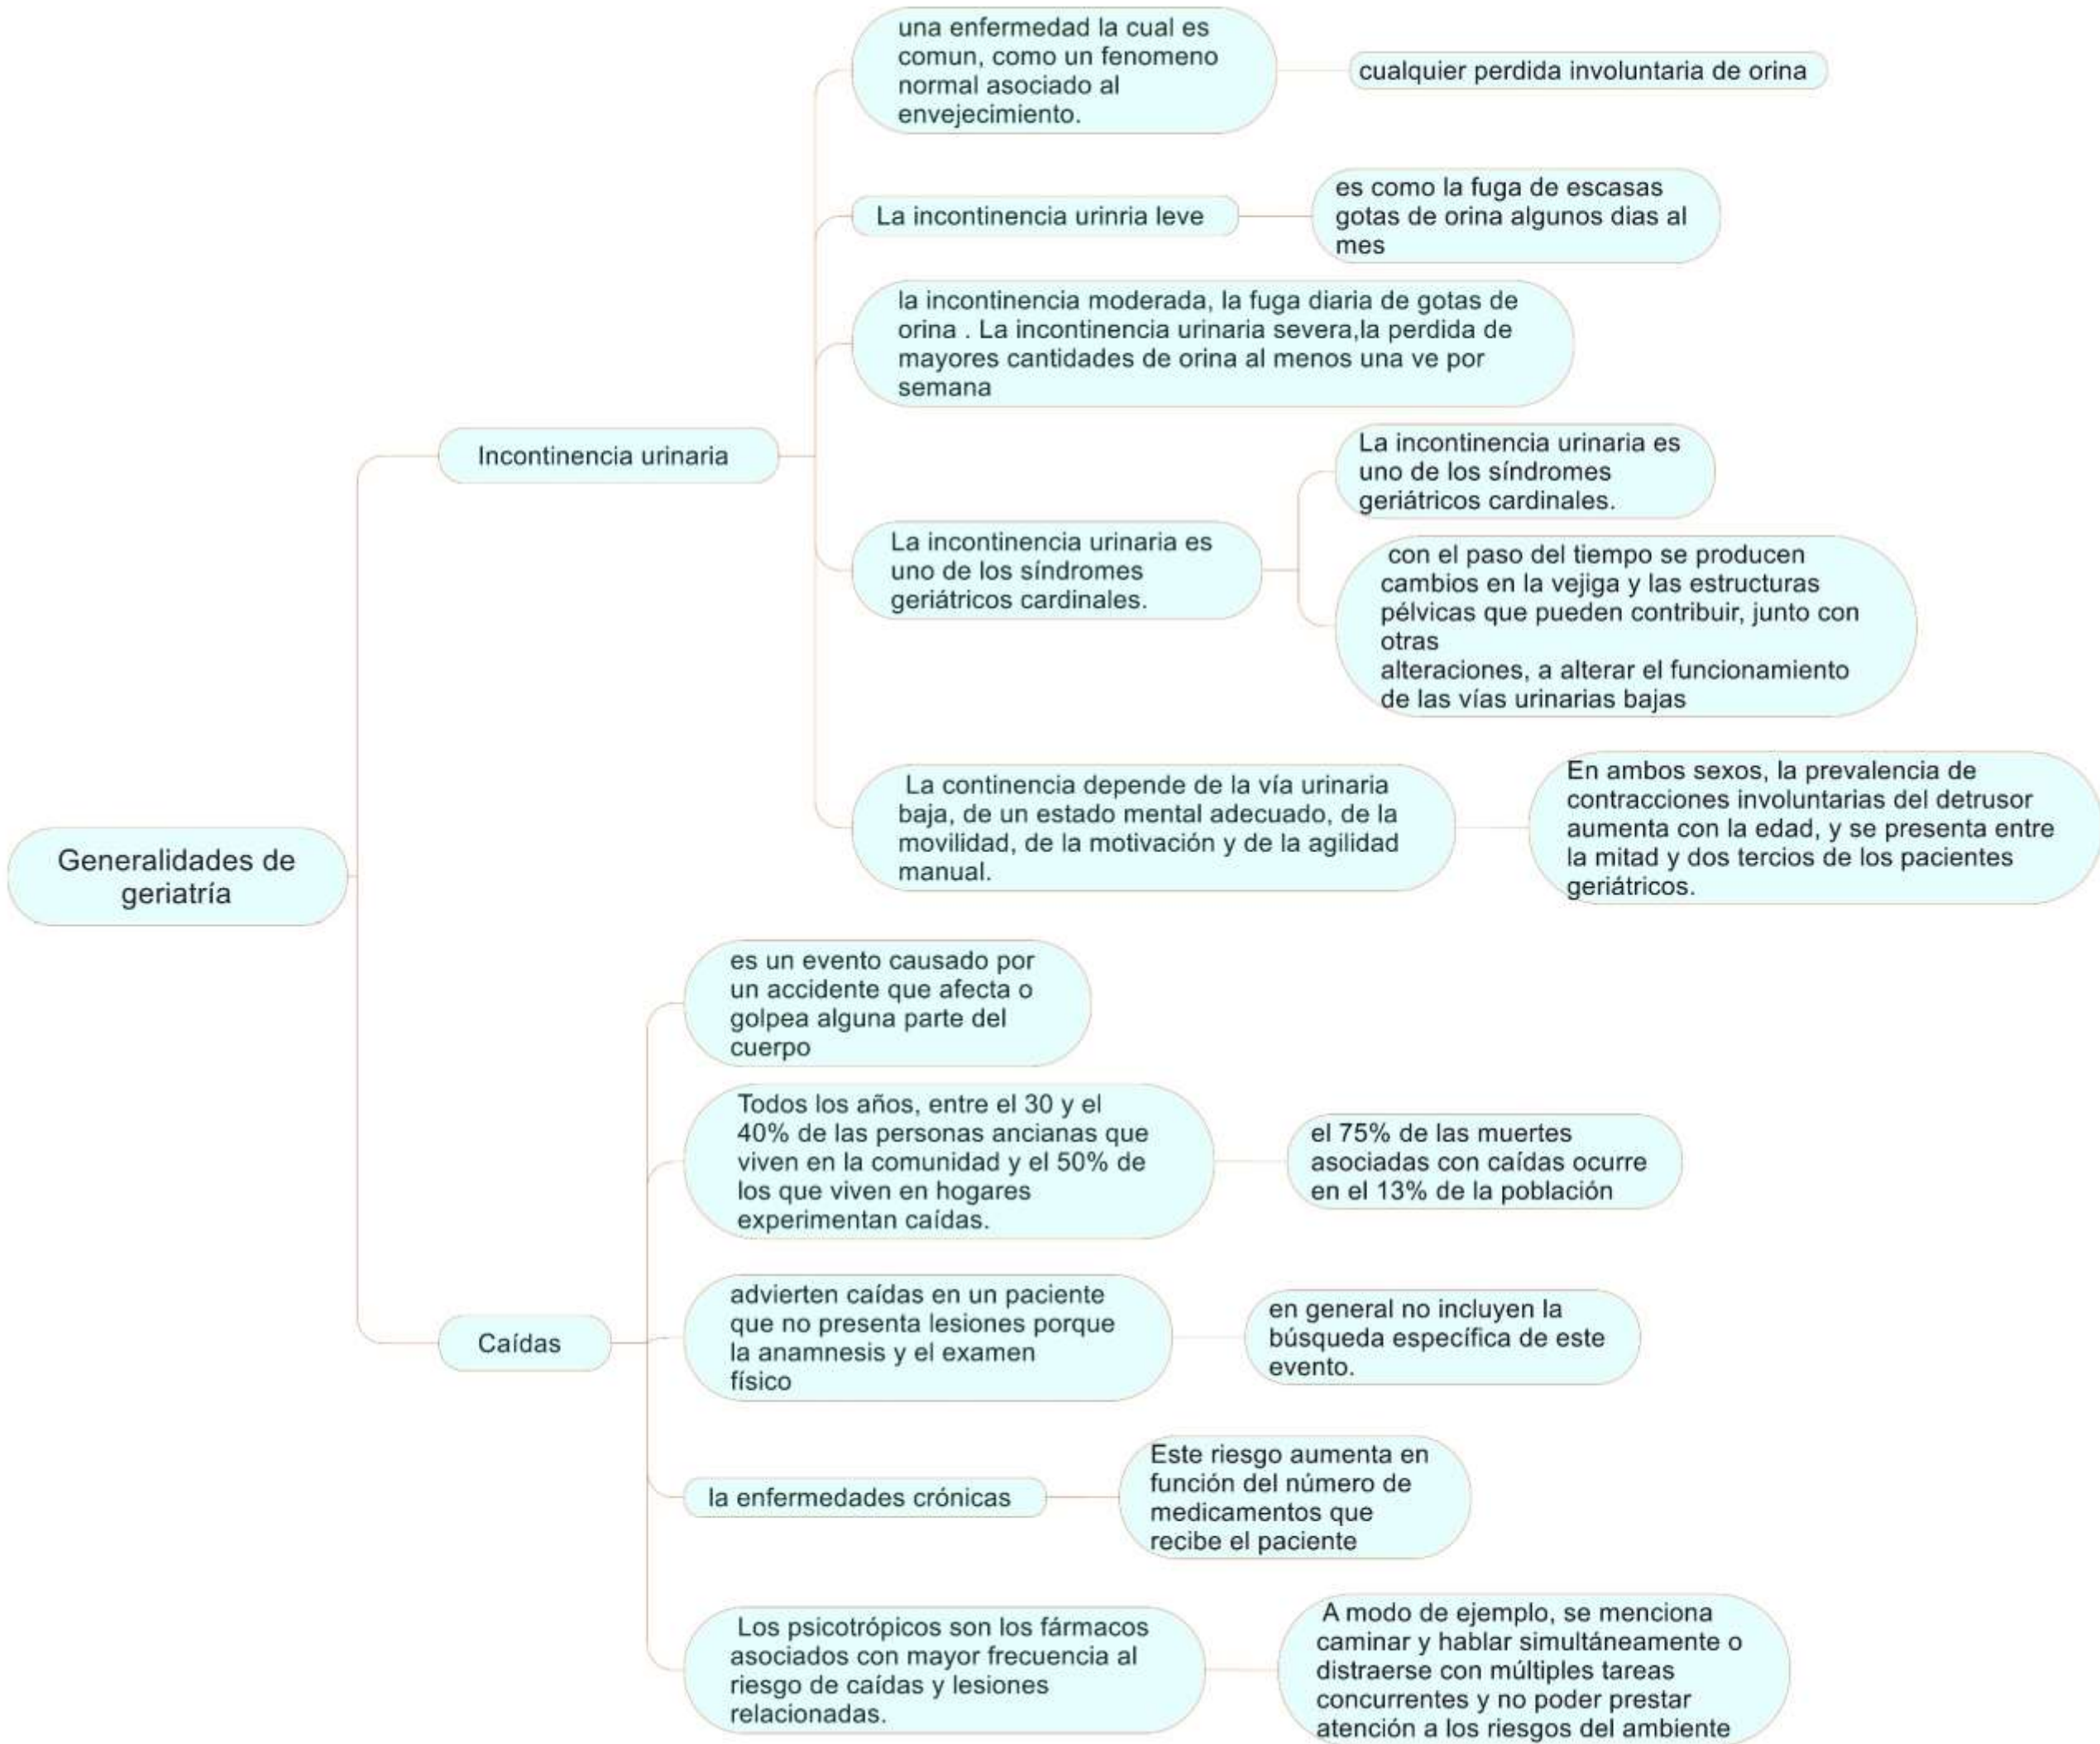 Generalidades de
geriatría
Incontinencia urinaria
una enfermedad la cual es
comun, como un fenomeno
normal asociado al
envejecimiento.
cualquier perdida involuntaria de orina
La incontinencia urinria leve
es como la fuga de escasas
gotas de orina algunos dias al
mes
la incontinencia moderada, la fuga diaria de gotas de
orina . La incontinencia urinaria severa,la perdida de
mayores cantidades de orina al menos una ve por
semana
La incontinencia urinaria es
uno de los síndromes
geriátricos cardinales.
La incontinencia urinaria es
uno de los síndromes
geriátricos cardinales.
con el paso del tiempo se producen
cambios en la vejiga y las estructuras
pélvicas que pueden contribuir, junto con
otras
alteraciones, a alterar el funcionamiento
de las vías urinarias bajas
La continencia depende de la vía urinaria
baja, de un estado mental adecuado, de la
movilidad, de la motivación y de la agilidad
manual.
En ambos sexos, la prevalencia de
contracciones involuntarias del detrusor
aumenta con la edad, y se presenta entre
la mitad y dos tercios de los pacientes
geriátricos.
Caídas
es un evento causado por
un accidente que afecta o
golpea alguna parte del
cuerpo
Todos los años, entre el 30 y el
40% de las personas ancianas que
viven en la comunidad y el 50% de
los que viven en hogares
experimentan caídas.
el 75% de las muertes
asociadas con caídas ocurre
en el 13% de la población
advierten caídas en un paciente
que no presenta lesiones porque
la anamnesis y el examen
físico
en general no incluyen la
búsqueda específica de este
evento.
la enfermedades crónicas
Este riesgo aumenta en
función del número de
medicamentos que
recibe el paciente
Los psicotrópicos son los fármacos
asociados con mayor frecuencia al
riesgo de caídas y lesiones
relacionadas.
A modo de ejemplo, se menciona
caminar y hablar simultáneamente o
distraerse con múltiples tareas
concurrentes y no poder prestar
atención a los riesgos del ambiente